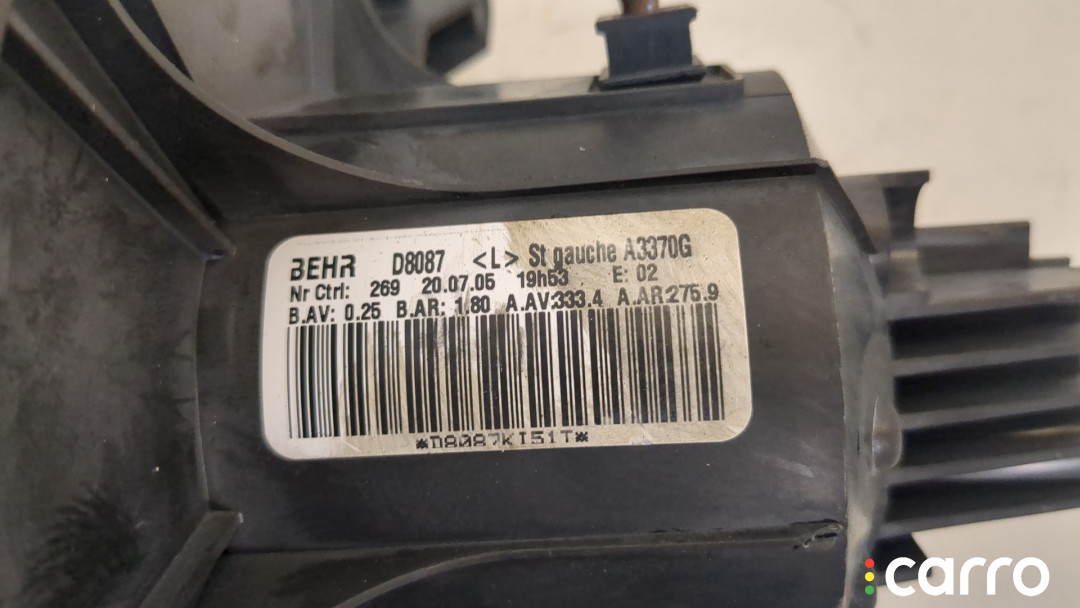 BEHR D8087 <L> St gauche A3370G
Nr Ctrl: 269 20.07.05 19h53 E: 02
B.AV: 0.25 B.AR: 1.80 A.AV:333.4 A.AR:275.9
*D8087KI51T*
carro